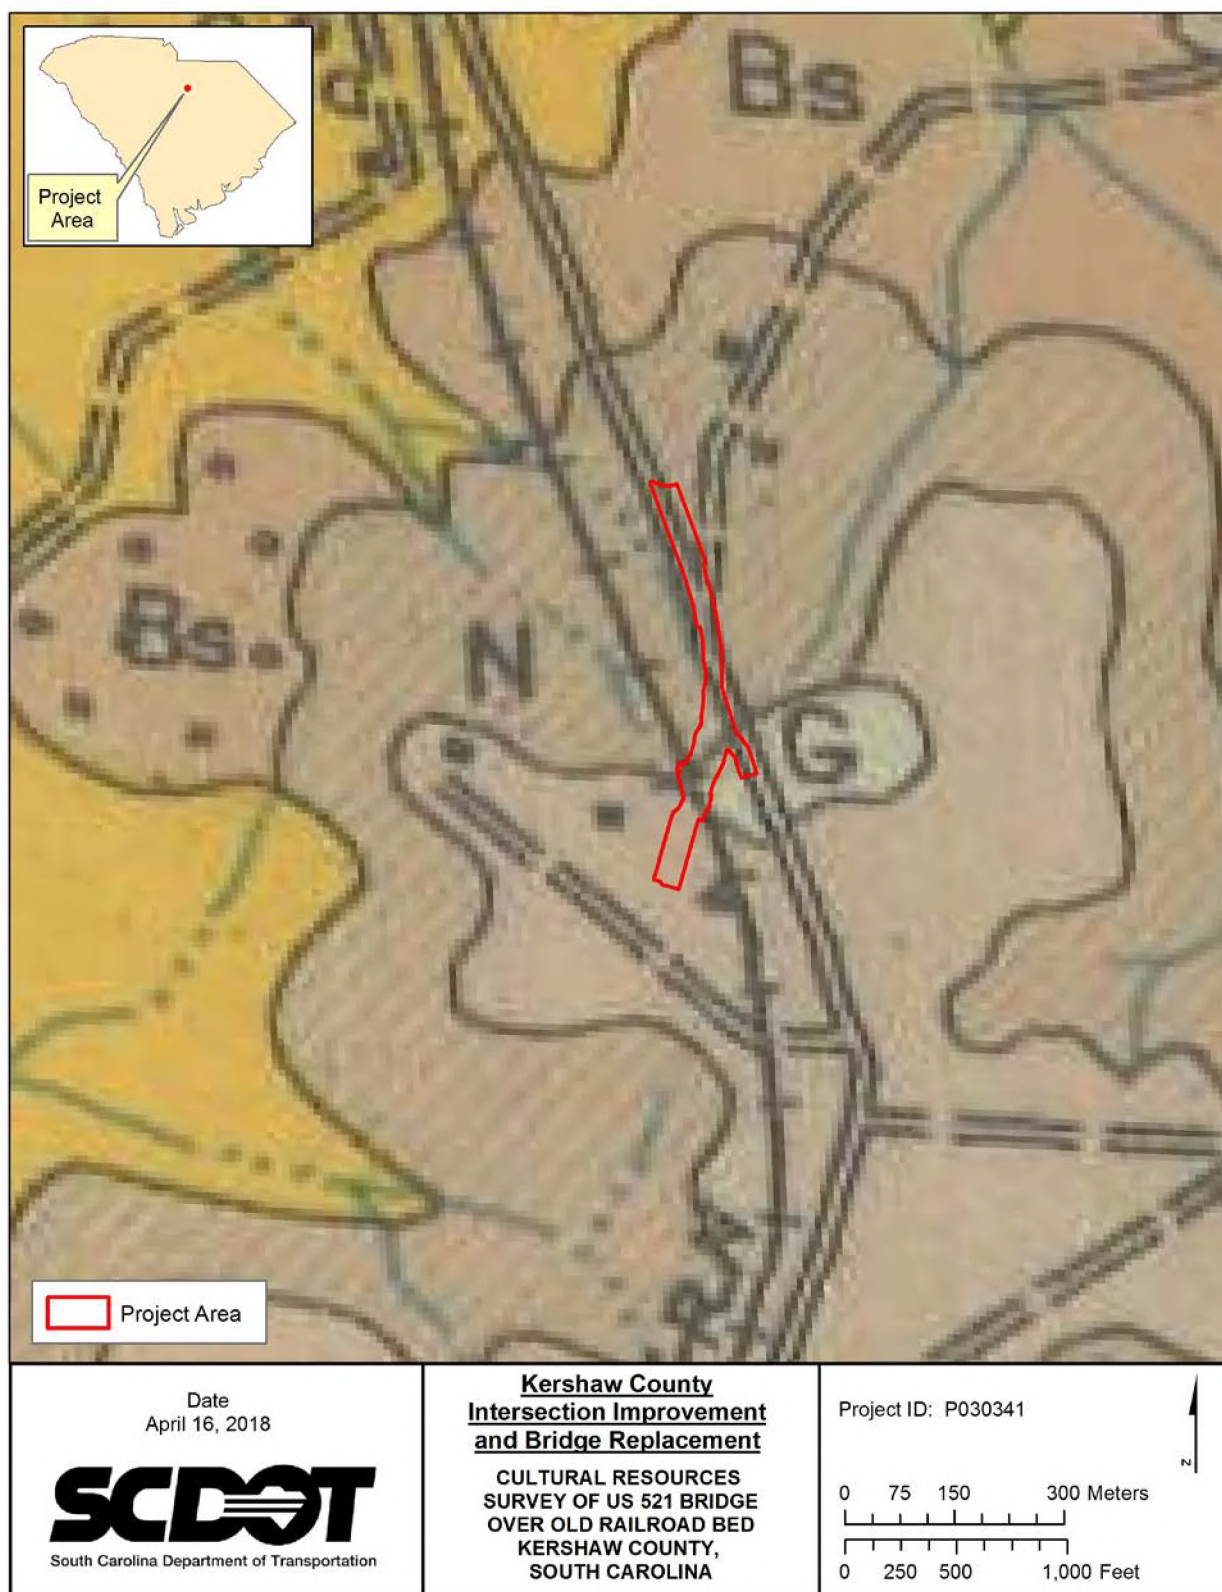 Project
Area
Bs
Bs
N
G
Project Area
Date
April 16, 2018
SCDOT
South Carolina Department of Transportation
Kershaw County
Intersection Improvement
and Bridge Replacement
CULTURAL RESOURCES
SURVEY OF US 521 BRIDGE
OVER OLD RAILROAD BED
KERSHAW COUNTY,
SOUTH CAROLINA
Project ID: P030341
N
0 75 150 300 Meters
0 250 500 1,000 Feet